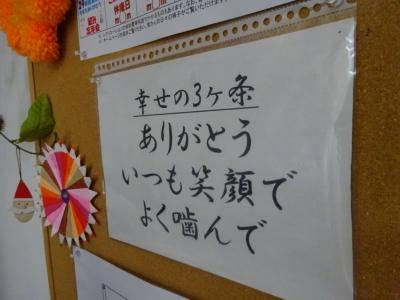 幸せの3ヶ条
ありがとう
いつも笑顔で
よく噛んで